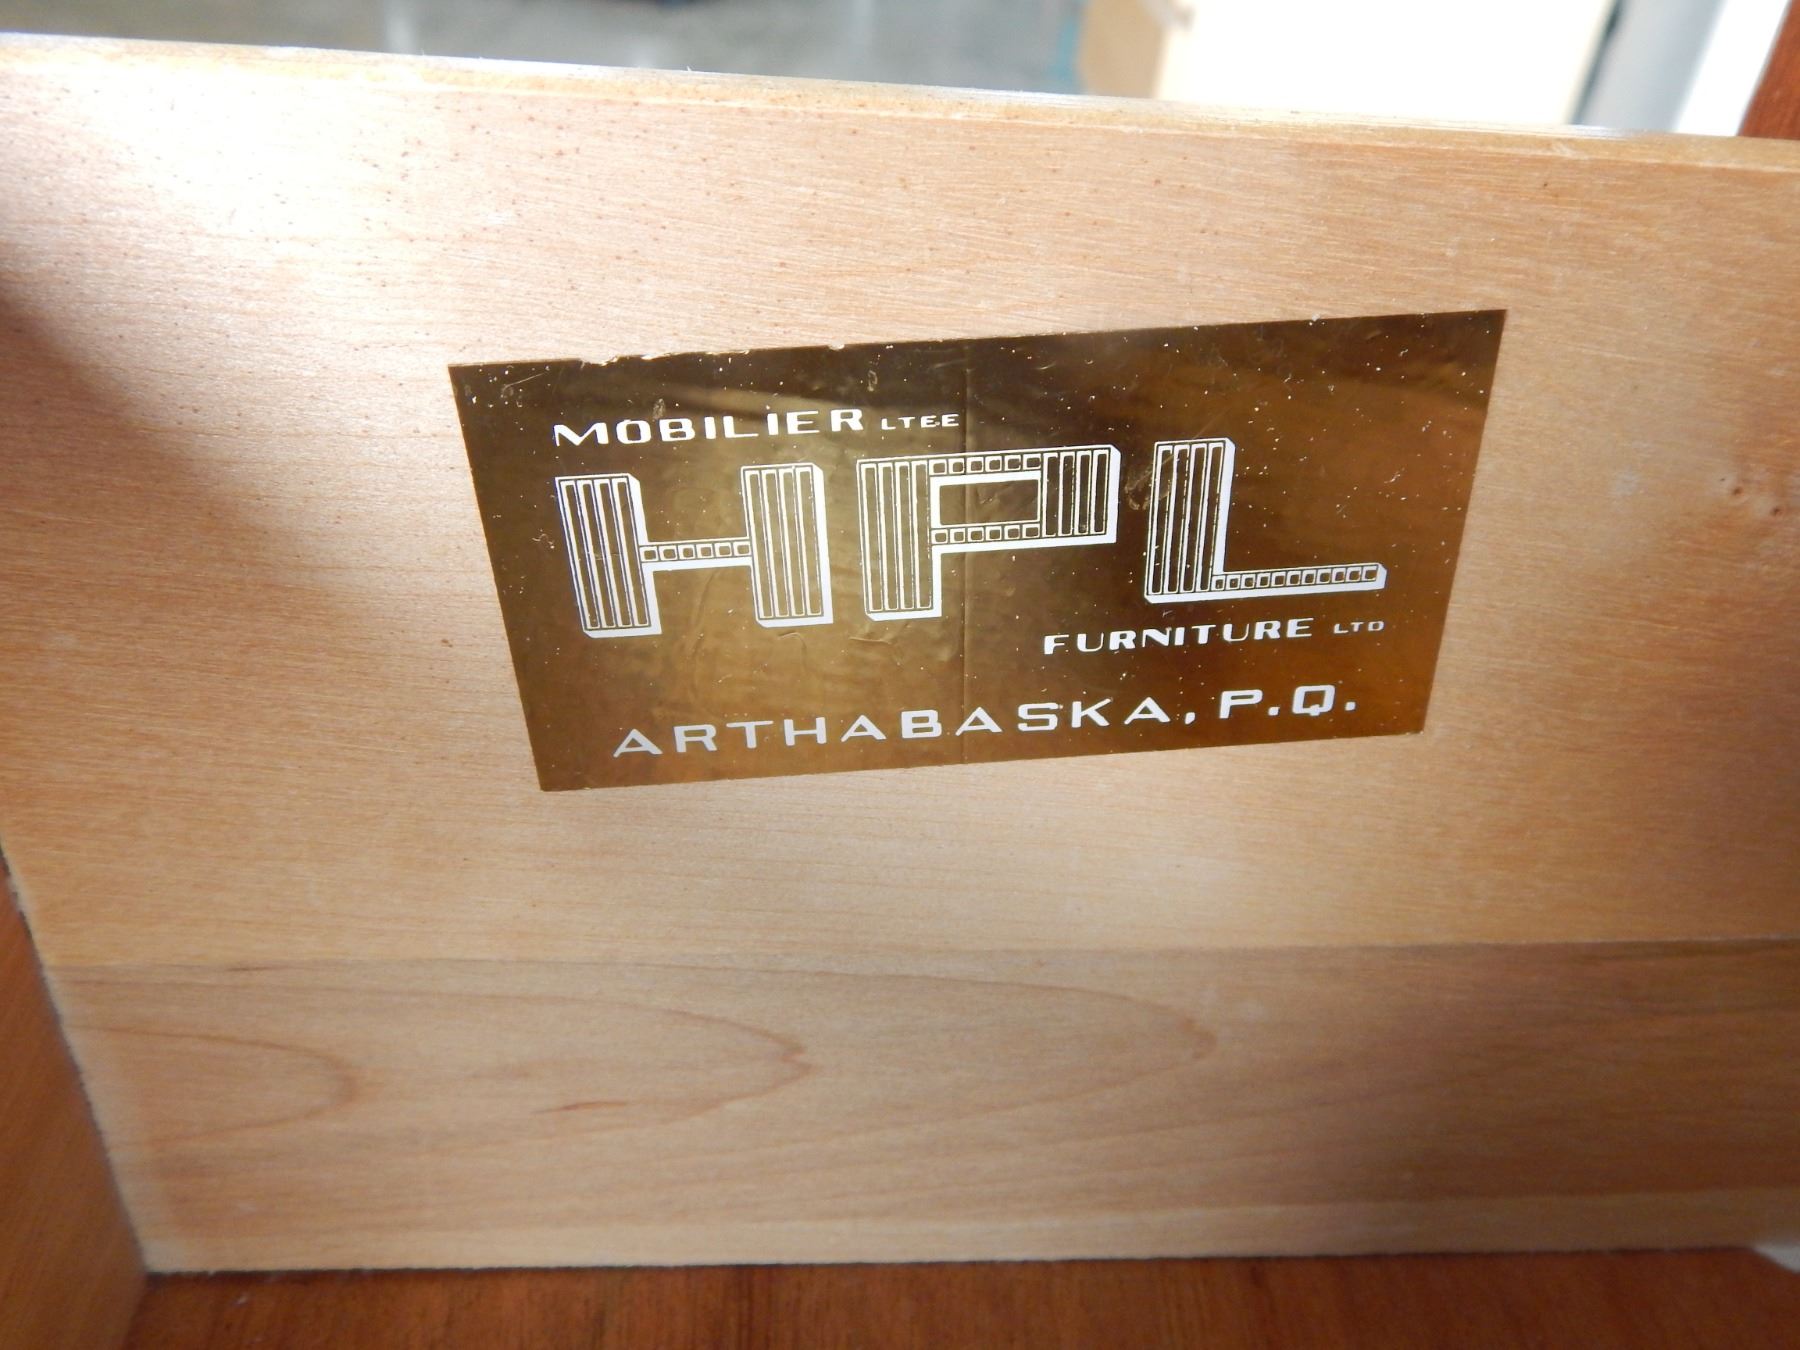 MOBILIER LTEE
HPL
FURNITURE LTD
ARTHABASKA, P.Q.